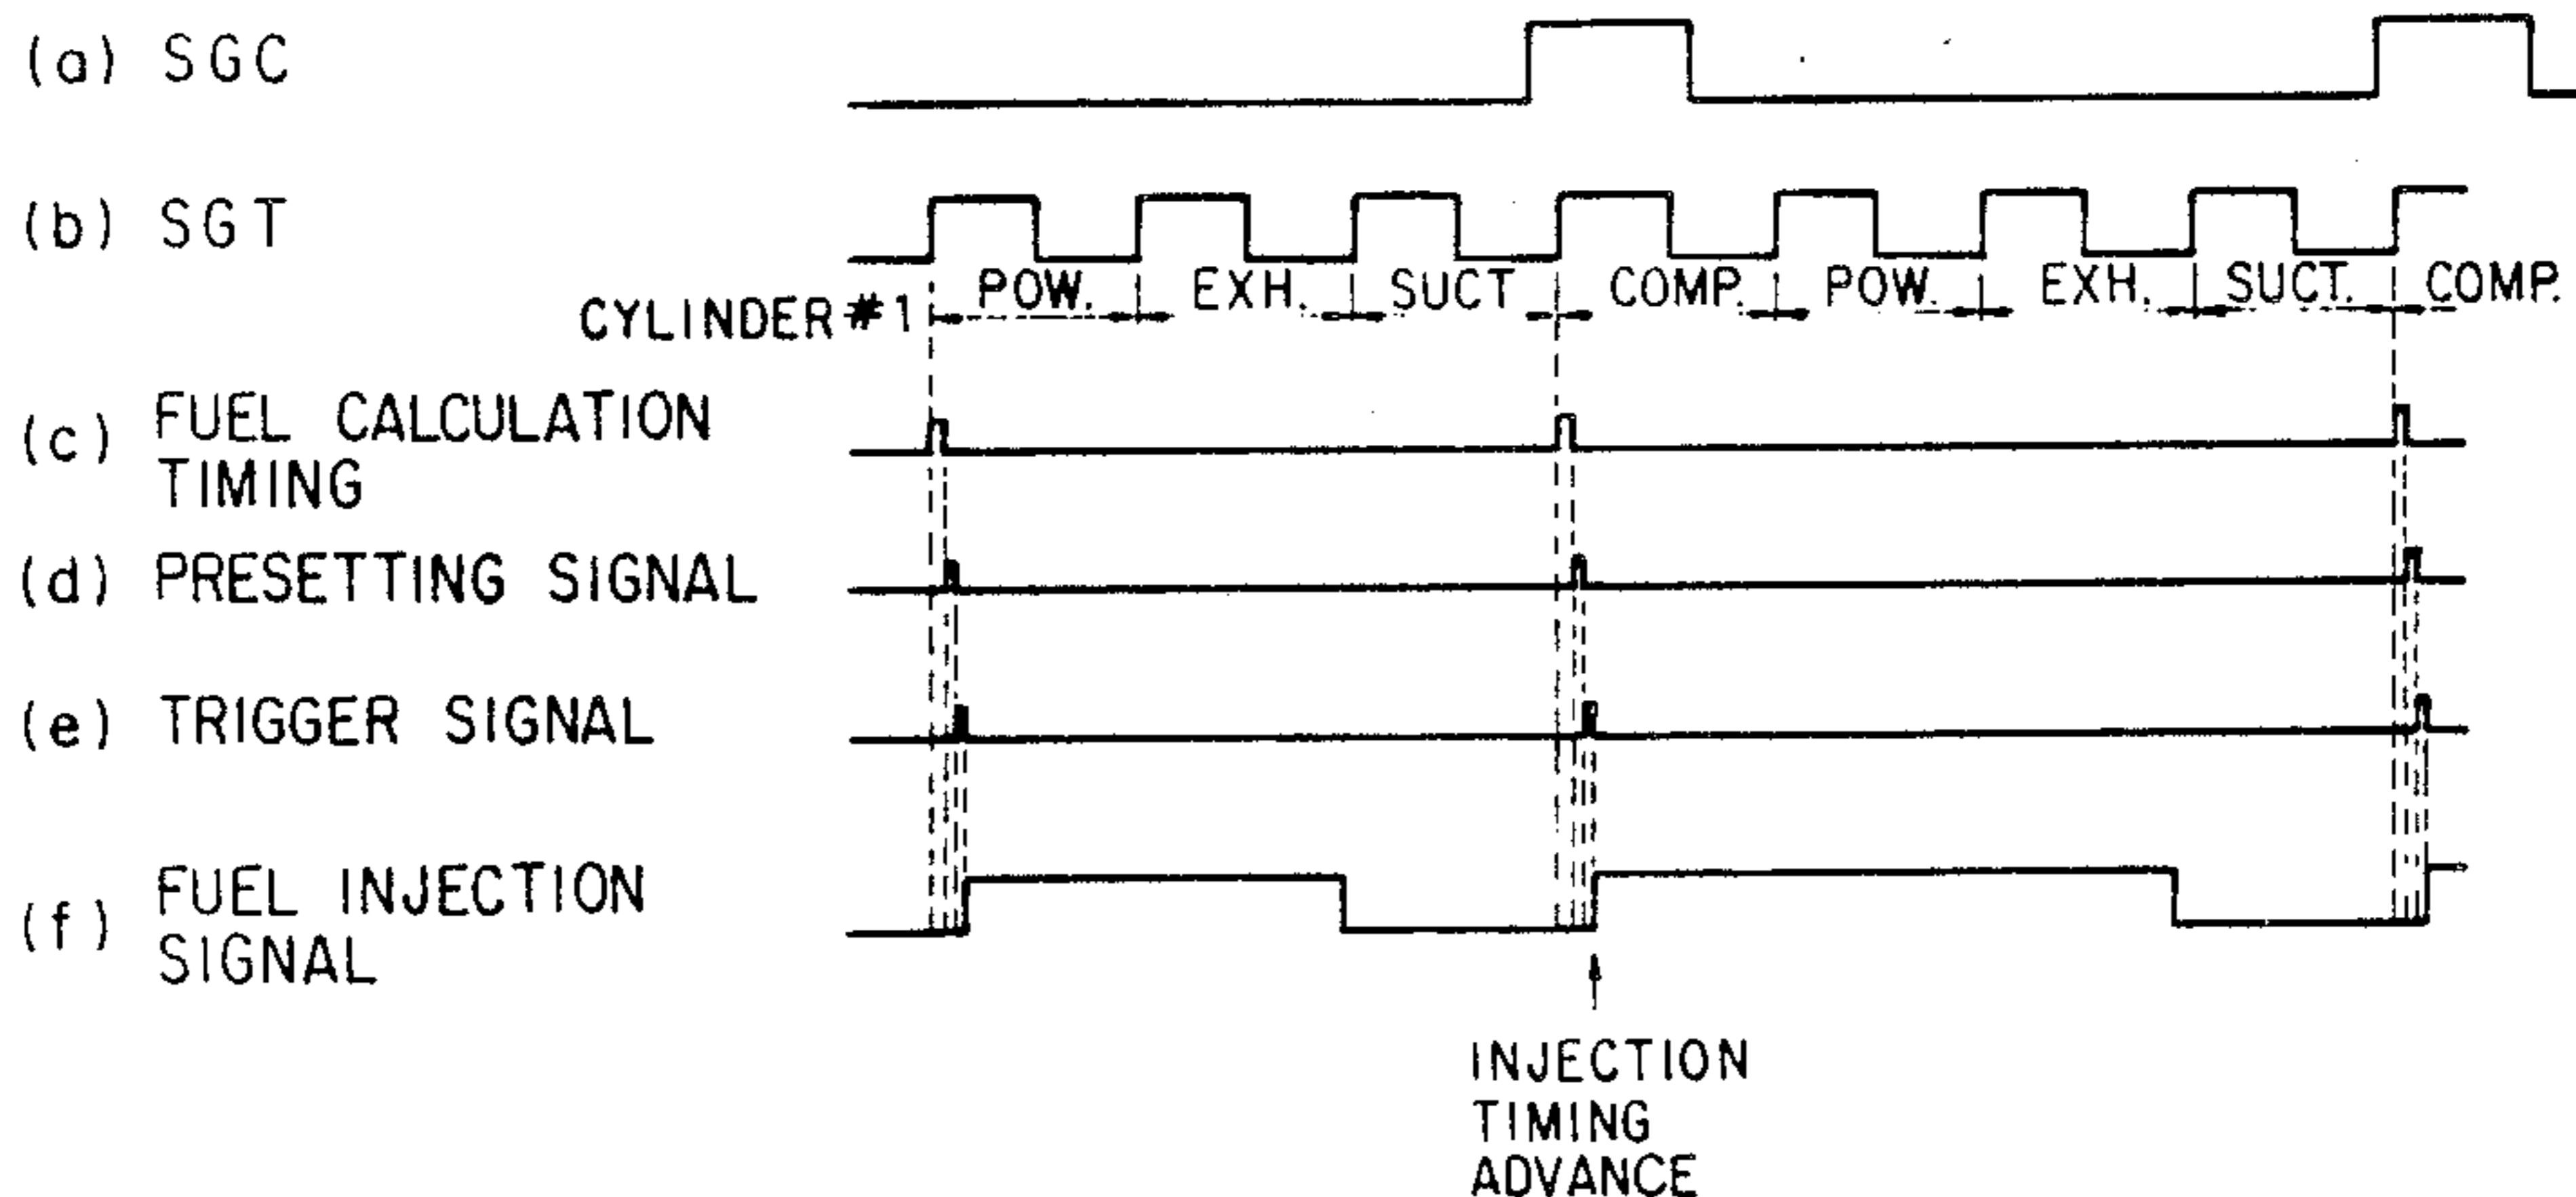 (a) SGC
(b) SGT
POW. EXH. SUCT COMP. POW. EXH. SUCT. COMP.
CYLINDER #1
(c) FUEL CALCULATION
TIMING
(d) PRESETTING SIGNAL
(e) TRIGGER SIGNAL
(f) FUEL INJECTION
SIGNAL
INJECTION
TIMING
ADVANCE